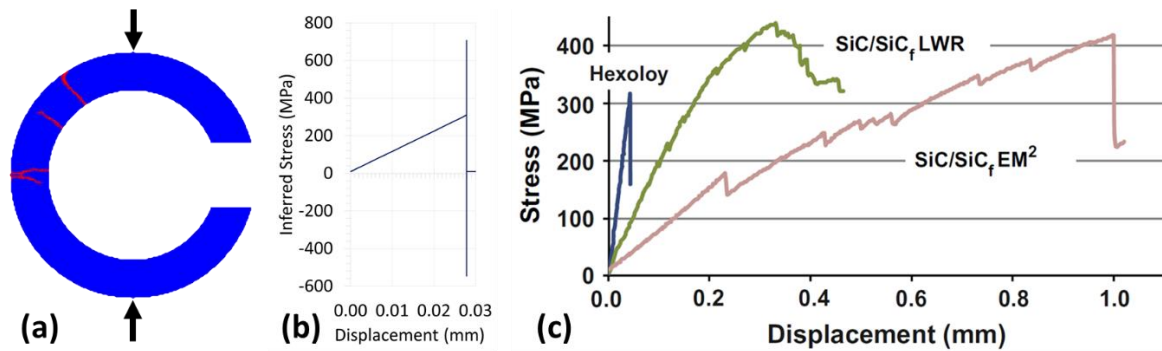 (a)
800
600
400
200
0
-200
-400
-600
Inferred Stress (MPa)
0.00 0.01 0.02 0.03
(b) Displacement (mm)
(c)
400
300
200
100
0
Stress (MPa)
Hexoloy
SiC/SiCf LWR
SiC/SiCf EM²
0.0 0.2 0.4 0.6 0.8 1.0
Displacement (mm)